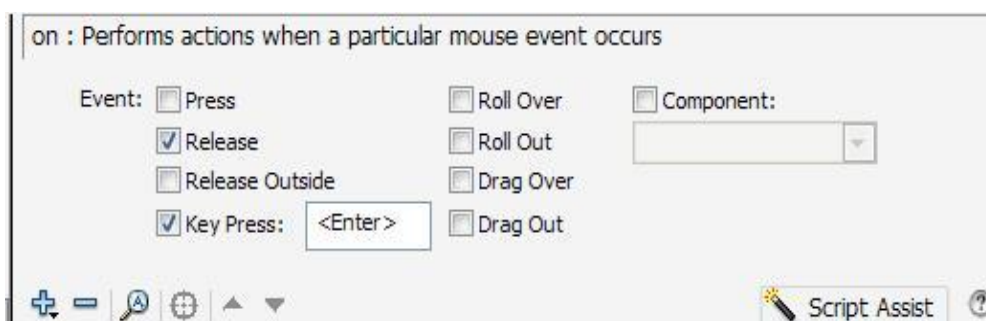 on : Performs actions when a particular mouse event occurs
Event: Press Roll Over Component:
Release Roll Out
Release Outside Drag Over
Key Press: <Enter> Drag Out
Script Assist ?